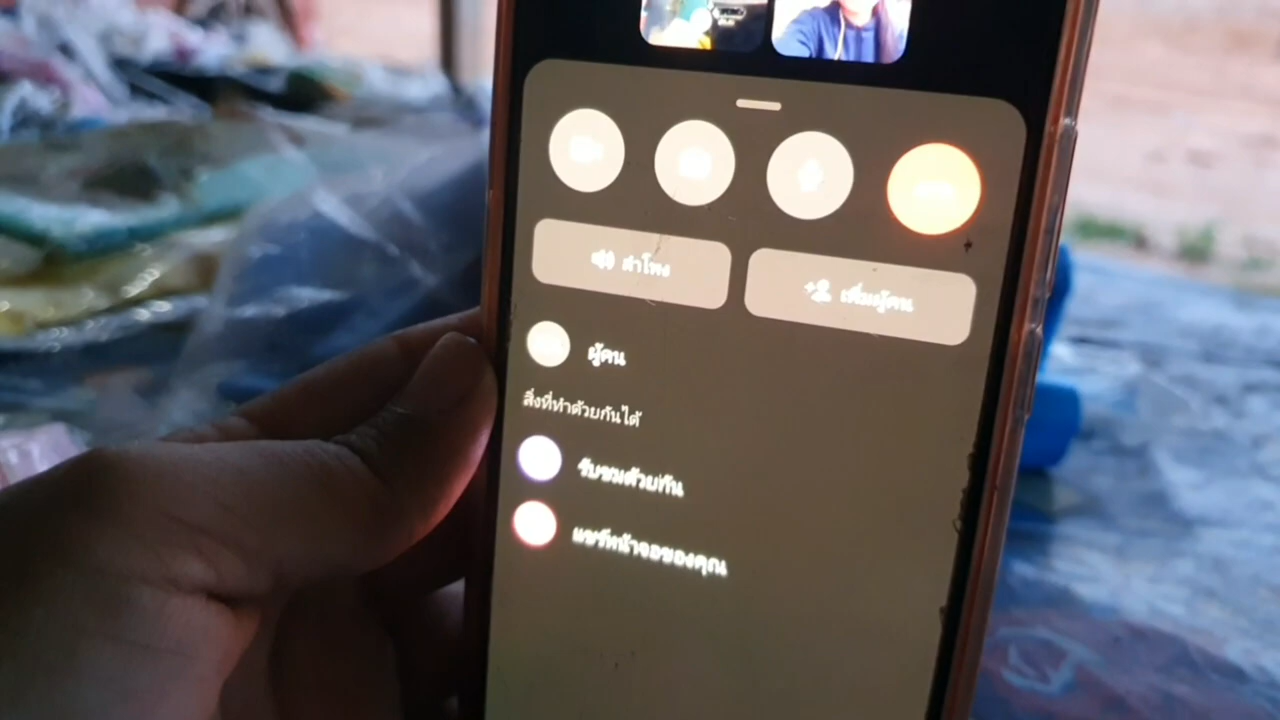 ลำโพง
เพิ่มผู้คน
ผู้คน
สิ่งที่ทำด้วยกันได้
รับชมด้วยกัน
แชร์หน้าจอของคุณ